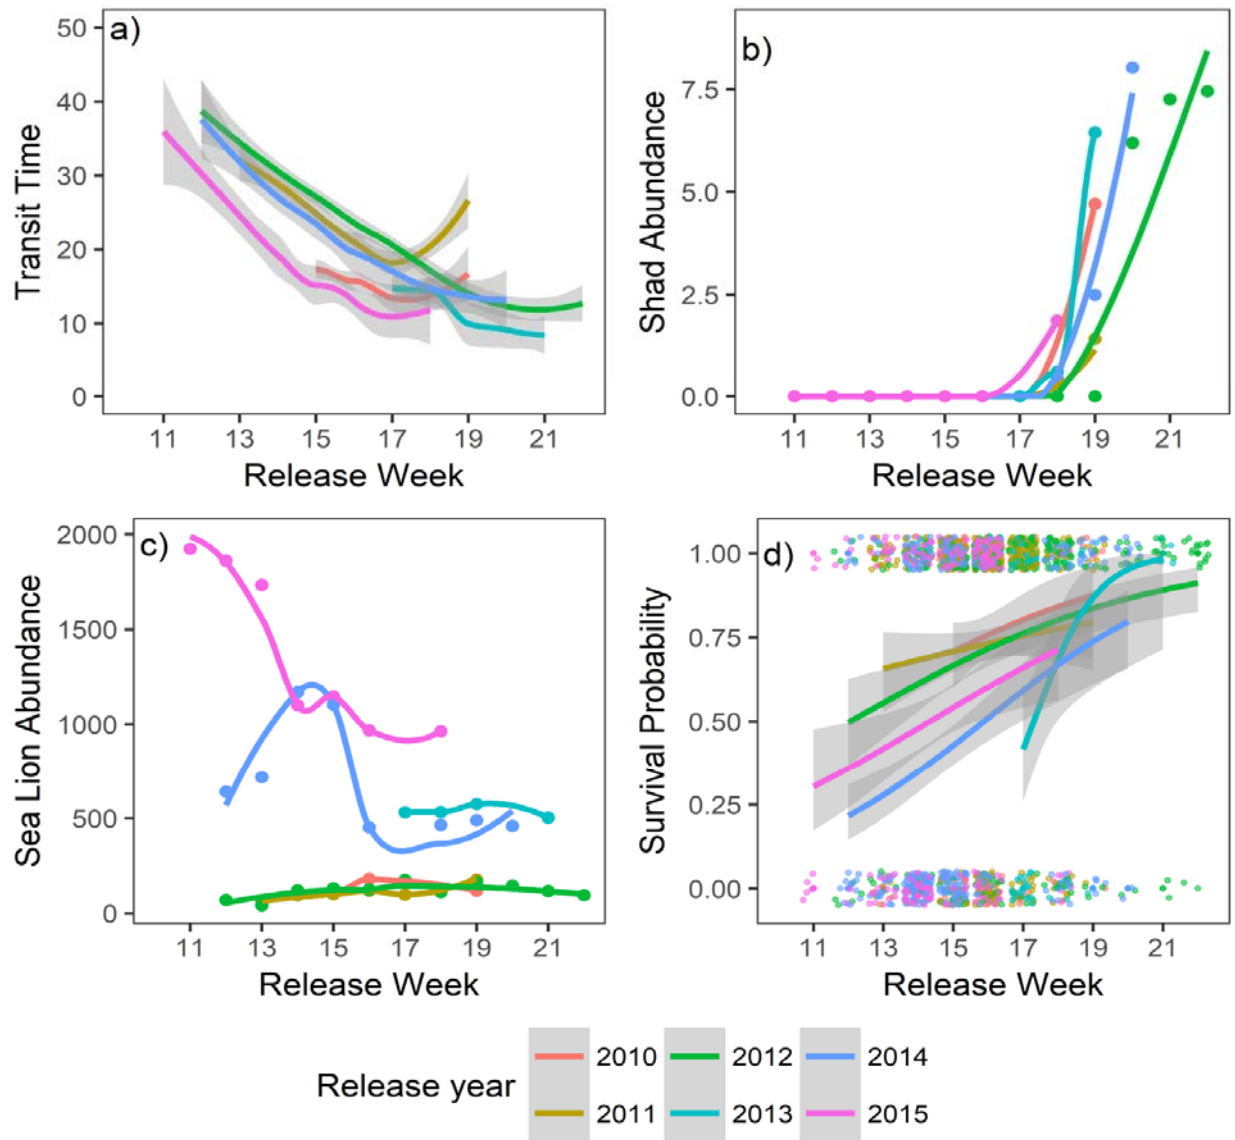 a)
50
40
30
20
10
0
Transit Time
11 13 15 17 19 21
Release Week
b)
7.5
5.0
2.5
0.0
Shad Abundance
11 13 15 17 19 21
Release Week
c)
2000
1500
1000
500
0
Sea Lion Abundance
11 13 15 17 19 21
Release Week
d)
1.00
0.75
0.50
0.25
0.00
Survival Probability
11 13 15 17 19 21
Release Week
Release year
2010 2012 2014
2011 2013 2015